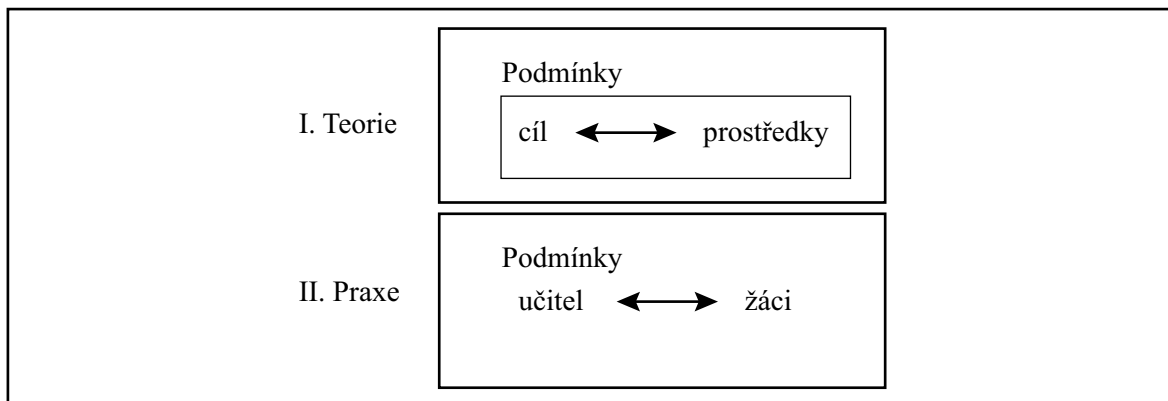 Podmínky
I. Teorie
cíl prostředky
Podmínky
II. Praxe
učitel žáci